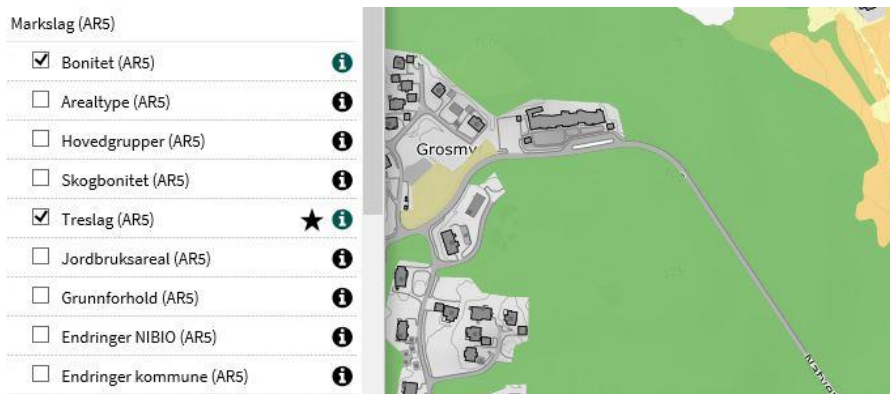 Markslag (AR5)
Bonitet (AR5)
Arealtype (AR5)
Hovedgrupper (AR5)
Skogbonitet (AR5)
Treslag (AR5)
Jordbruksareal (AR5)
Grunnforhold (AR5)
Endringer NIBIO (AR5)
Endringer kommune (AR5)
Grosmy